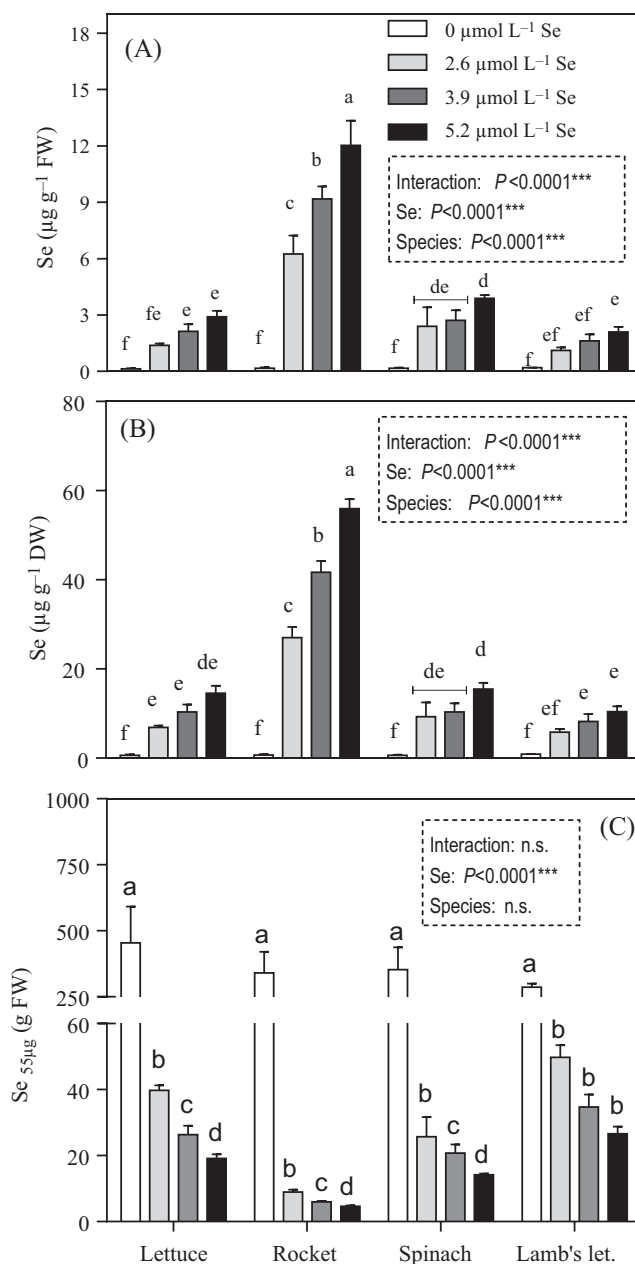 (A)
0 µmol L⁻¹ Se
2.6 µmol L⁻¹ Se
3.9 µmol L⁻¹ Se
5.2 µmol L⁻¹ Se
Interaction: P<0.0001***
Se: P<0.0001***
Species: P<0.0001***
Se (µg g⁻¹ FW)
18
15
12
9
6
3
0
f fe e e
f c b a
f de d
f ef ef e
(B)
Interaction: P<0.0001***
Se: P<0.0001***
Species: P<0.0001***
Se (µg g⁻¹ DW)
80
60
40
20
0
f e e de
f c b a
f de d
f ef e e
(C)
Interaction: n.s.
Se: P<0.0001***
Species: n.s.
Se 55µg (g FW)
1000
750
500
250
60
40
20
0
a b c d
a b c d
a b c d
a b b b
Lettuce Rocket Spinach Lamb's let.